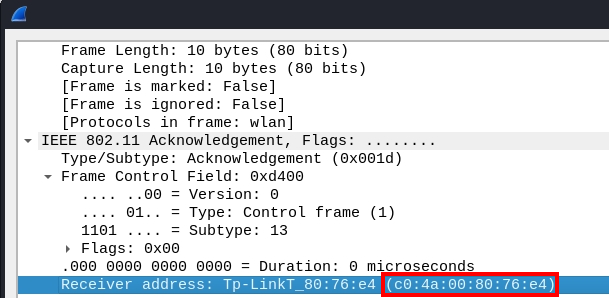 Frame Length: 10 bytes (80 bits)
Capture Length: 10 bytes (80 bits)
[Frame is marked: False]
[Frame is ignored: False]
[Protocols in frame: wlan]
IEEE 802.11 Acknowledgement, Flags: ........
Type/Subtype: Acknowledgement (0x001d)
Frame Control Field: 0xd400
.... ..00 = Version: 0
.... 01.. = Type: Control frame (1)
1101 .... = Subtype: 13
Flags: 0x00
.000 0000 0000 0000 = Duration: 0 microseconds
Receiver address: Tp-LinkT_80:76:e4 (c0:4a:00:80:76:e4)